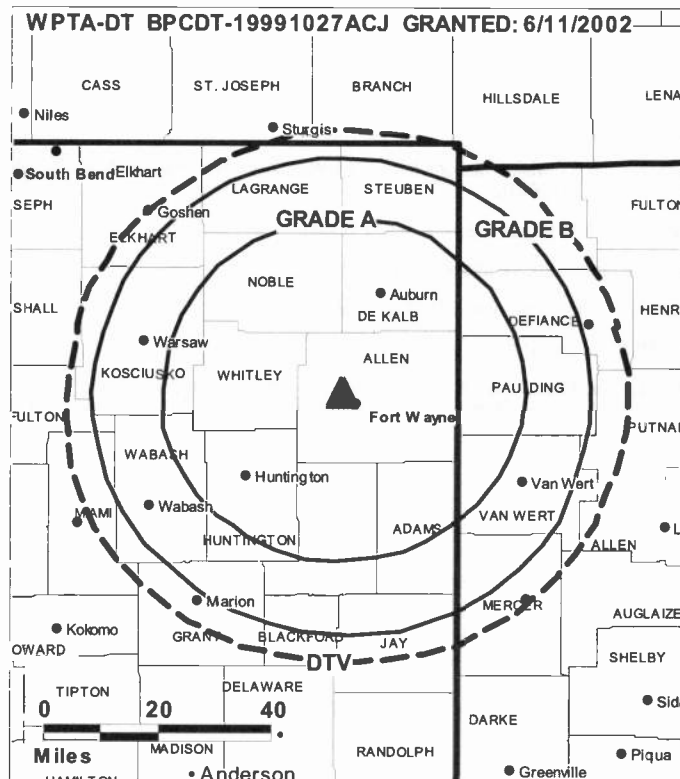 WPTA-DT BPCDT-19991027ACJ GRANTED: 6/11/2002
CASS ST. JOSEPH BRANCH
HILLSDALE LENA
Niles
Sturgis
South Bend Elkhart
LAGRANGE STEUBEN
SEPH FULTON
Goshen
GRADE A GRADE B
ELKHART
NOBLE
Auburn
SHALL HENR
DE KALB DEFIANCE
Warsaw
ALLEN
KOSCIUSKO WHITLEY PAULDING
FULTON Fort Wayne
PUTNA
WABASH
Huntington Van Wert
Wabash
MIAMI VAN WERT
ADAMS L
HUNTINGTON ALLEN
Marion MERCER
AUGLAIZE
Kokomo
GRANT BLACKFORD JAY
OWARD
DTV SHELBY
TIPTON DELAWARE
0 20 40 Sid
DARKE
Miles MADISON RANDOLPH Piqua
HAMILTON Anderson Greenville